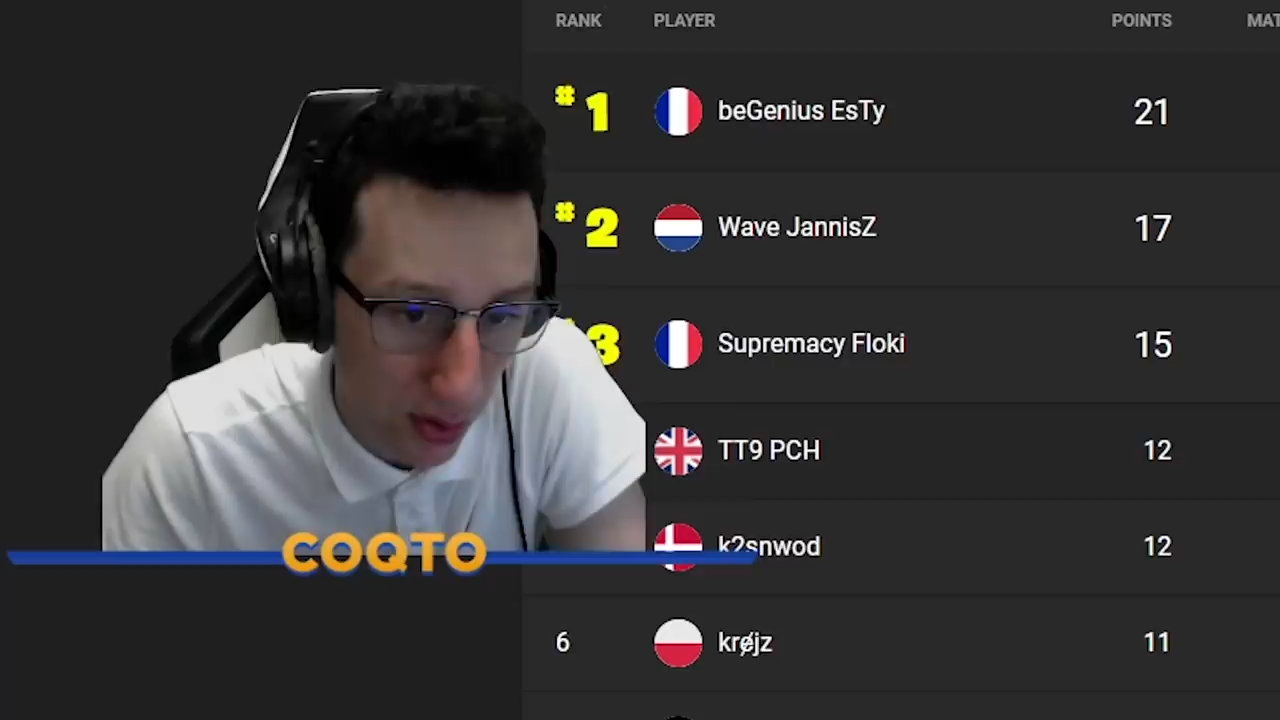 RANK PLAYER POINTS MAT
#1 beGenius EsTy 21
#2 Wave JannisZ 17
3 Supremacy Floki 15
TT9 PCH 12
COQTO
k2snwod 12
6 krøjz 11